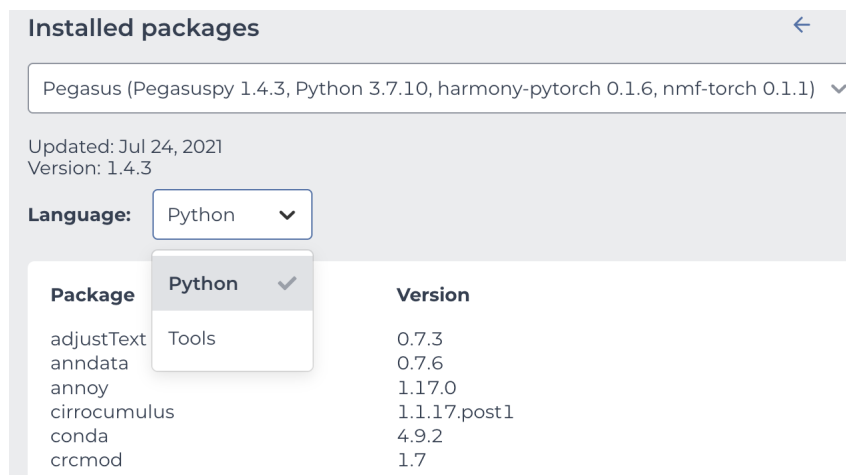 Installed packages
Pegasus (Pegasuspy 1.4.3, Python 3.7.10, harmony-pytorch 0.1.6, nmf-torch 0.1.1)
Updated: Jul 24, 2021
Version: 1.4.3
Language: Python
Python
Tools
Package Version
adjustText 0.7.3
anndata 0.7.6
annoy 1.17.0
cirrocumulus 1.1.17.post1
conda 4.9.2
crcmod 1.7